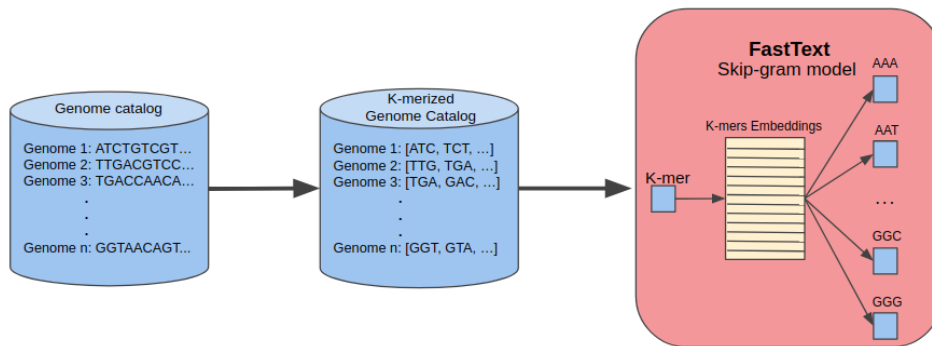 Genome catalog
Genome 1: ATCTGTCGT...
Genome 2: TTGACGTCC...
Genome 3: TGACCAACA...
.
.
.
Genome n: GGTAACAGT...
K-merized
Genome Catalog
Genome 1: [ATC, TCT, ...]
Genome 2: [TTG, TGA, ...]
Genome 3: [TGA, GAC, ...]
.
.
.
Genome n: [GGT, GTA, ...]
FastText
Skip-gram model
K-mer
K-mers Embeddings
AAA
AAT
...
GGC
GGG